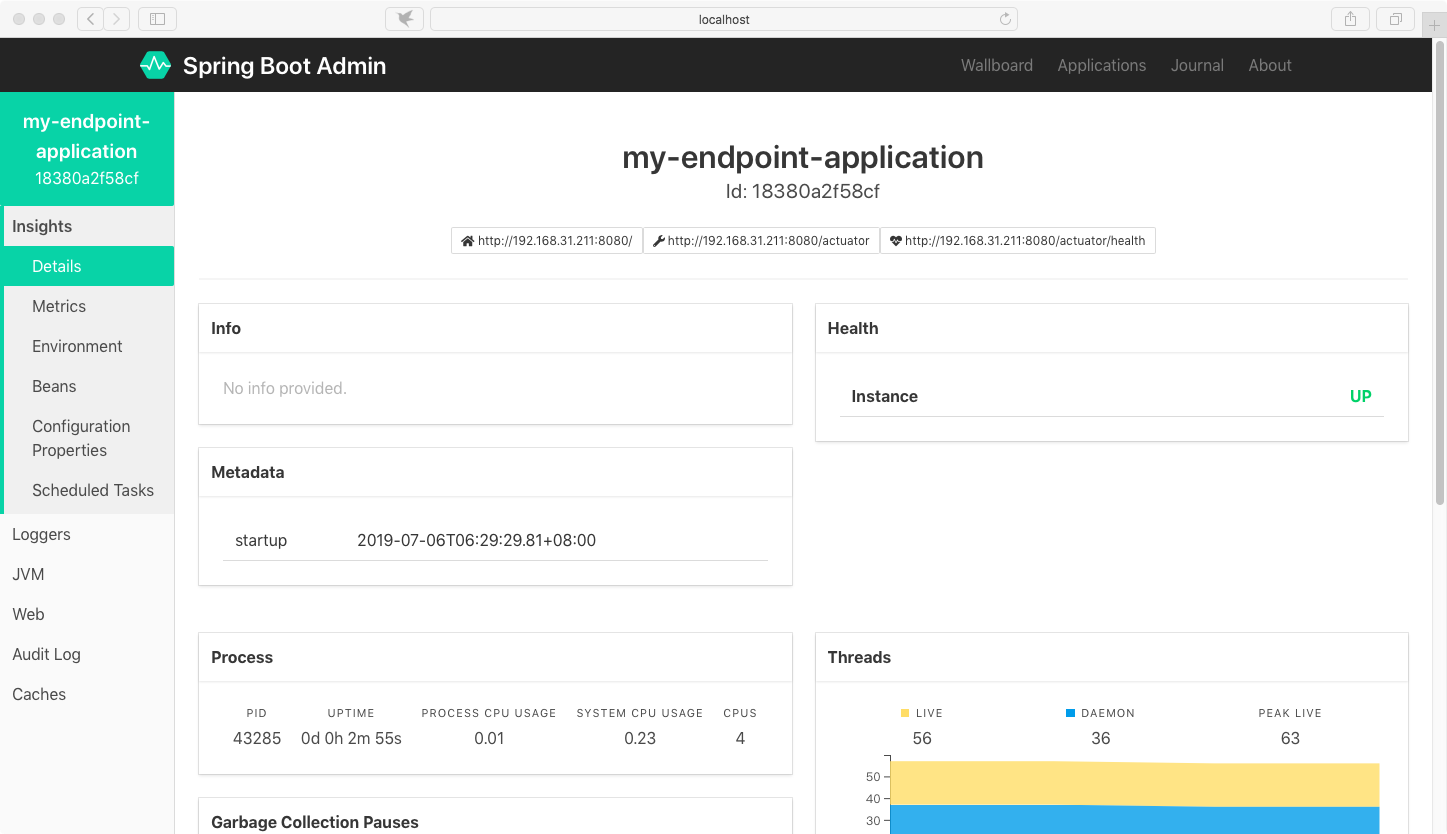 localhost
Spring Boot Admin
Wallboard Applications Journal About
my-endpoint-
application
18380a2f58cf
Insights
Details
Metrics
Environment
Beans
Configuration
Properties
Scheduled Tasks
Loggers
JVM
Web
Audit Log
Caches
my-endpoint-application
Id: 18380a2f58cf
http://192.168.31.211:8080/ http://192.168.31.211:8080/actuator http://192.168.31.211:8080/actuator/health
Info
No info provided.
Health
Instance UP
Metadata
startup 2019-07-06T06:29:29.81+08:00
Process
PID UPTIME PROCESS CPU USAGE SYSTEM CPU USAGE CPUS
43285 0d 0h 2m 55s 0.01 0.23 4
Threads
LIVE DAEMON PEAK LIVE
56 36 63
50
40
30
Garbage Collection Pauses